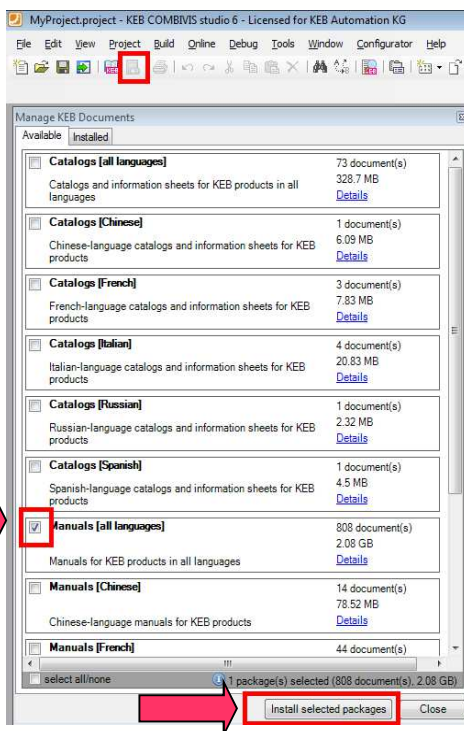 MyProject.project - KEB COMBIVIS studio 6 - Licensed for KEB Automation KG
File Edit View Project Build Online Debug Tools Window Configurator Help
Manage KEB Documents
Available Installed
Catalogs [all languages] 73 document(s)
328.7 MB
Catalogs and information sheets for KEB products in all
languages Details
Catalogs [Chinese] 1 document(s)
6.09 MB
Chinese-language catalogs and information sheets for KEB
products Details
Catalogs [French] 3 document(s)
7.83 MB
French-language catalogs and information sheets for KEB
products Details
Catalogs [Italian] 4 document(s)
20.83 MB
Italian-language catalogs and information sheets for KEB
products Details
Catalogs [Russian] 1 document(s)
2.32 MB
Russian-language catalogs and information sheets for KEB
products Details
Catalogs [Spanish] 1 document(s)
4.5 MB
Spanish-language catalogs and information sheets for KEB
products Details
Manuals [all languages] 808 document(s)
2.08 GB
Manuals for KEB products in all languages Details
Manuals [Chinese] 14 document(s)
78.52 MB
Chinese-language manuals for KEB products Details
Manuals [French] 44 document(s)
select all/none 1 package(s) selected (808 document(s), 2.08 GB)
Install selected packages Close